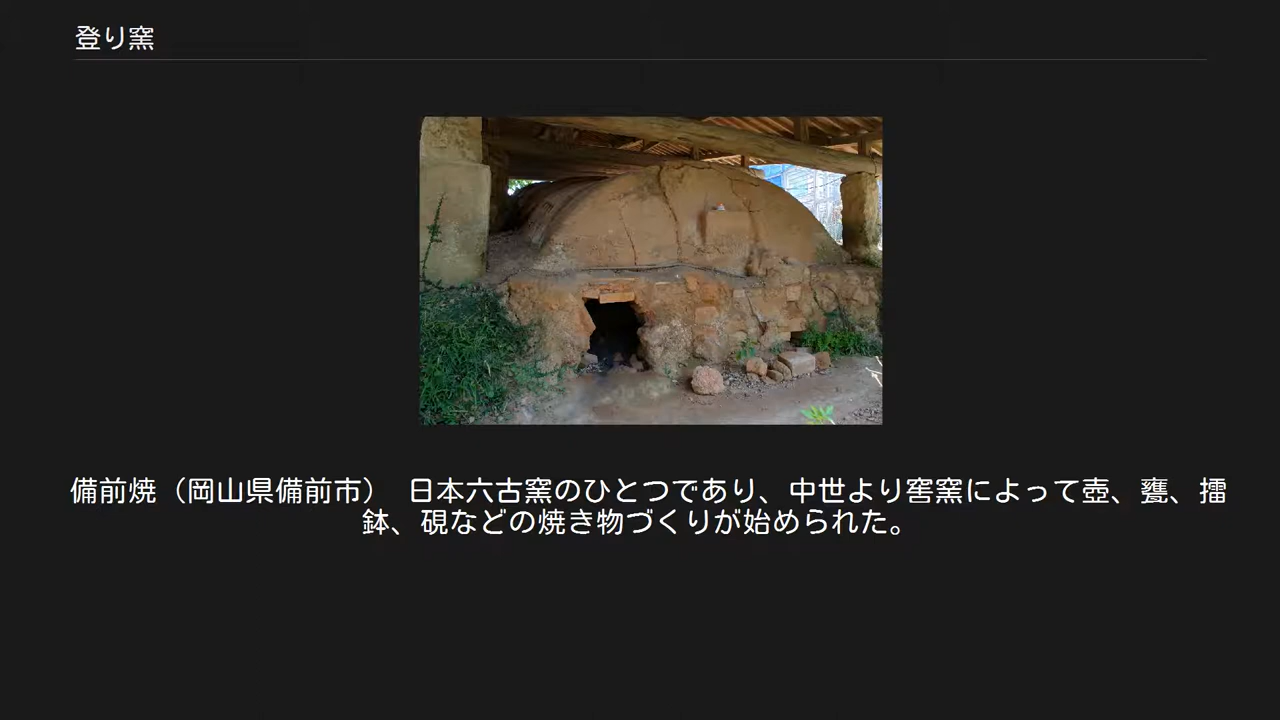 登り窯
備前焼（岡山県備前市）　日本六古窯のひとつであり、中世より窖窯によって壺、甕、擂
鉢、硯などの焼き物づくりが始められた。